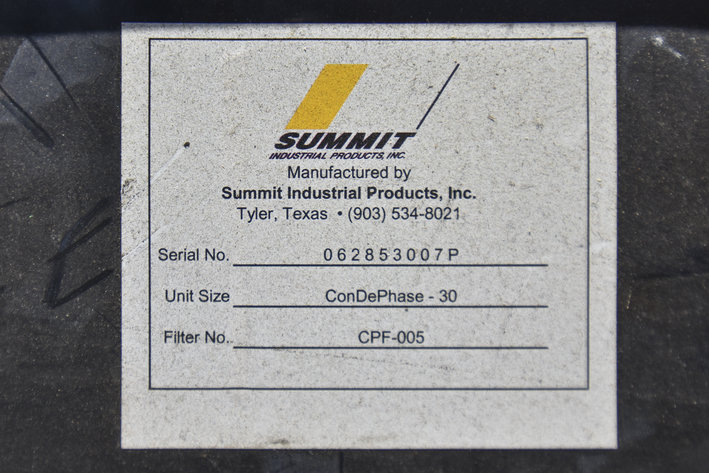 SUMMIT
INDUSTRIAL PRODUCTS, INC.
Manufactured by
Summit Industrial Products, Inc.
Tyler, Texas • (903) 534-8021
Serial No. 062853007P
Unit Size ConDePhase - 30
Filter No. CPF-005